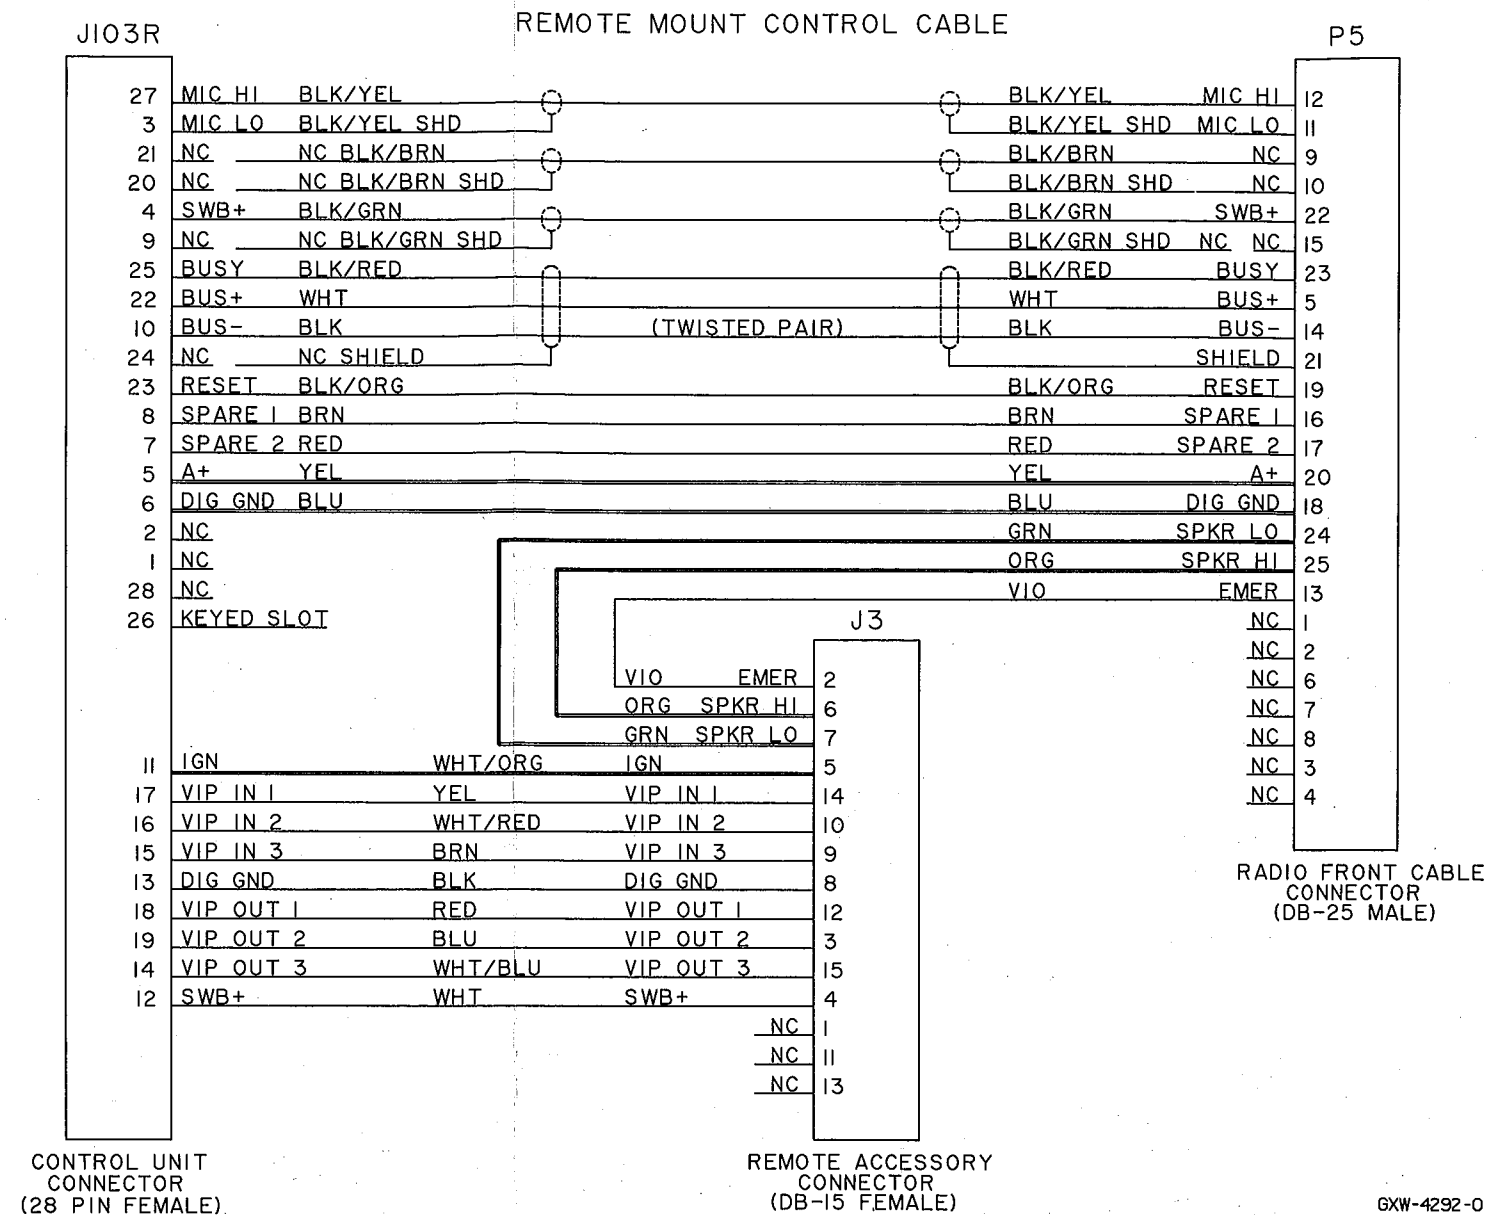 REMOTE MOUNT CONTROL CABLE
J103R
P5
27 MIC HI BLK/YEL BLK/YEL MIC HI 12
3 MIC LO BLK/YEL SHD BLK/YEL SHD MIC LO 11
21 NC NC BLK/BRN BLK/BRN NC 9
20 NC NC BLK/BRN SHD BLK/BRN SHD NC 10
4 SWB+ BLK/GRN BLK/GRN SWB+ 22
9 NC NC BLK/GRN SHD BLK/GRN SHD NC NC 15
25 BUSY BLK/RED BLK/RED BUSY 23
22 BUS+ WHT WHT BUS+ 5
10 BUS- BLK (TWISTED PAIR) BLK BUS- 14
24 NC NC SHIELD SHIELD 21
23 RESET BLK/ORG BLK/ORG RESET 19
8 SPARE 1 BRN BRN SPARE 1 16
7 SPARE 2 RED RED SPARE 2 17
5 A+ YEL YEL A+ 20
6 DIG GND BLU BLU DIG GND 18
2 NC GRN SPKR LO 24
1 NC ORG SPKR HI 25
28 NC VIO EMER 13
26 KEYED SLOT J3 NC 1
NC 2
VIO EMER 2 NC 6
ORG SPKR HI 6 NC 7
GRN SPKR LO 7 NC 8
11 IGN WHT/ORG IGN 5 NC 3
17 VIP IN 1 YEL VIP IN 1 14 NC 4
16 VIP IN 2 WHT/RED VIP IN 2 10
15 VIP IN 3 BRN VIP IN 3 9
13 DIG GND BLK DIG GND 8
18 VIP OUT 1 RED VIP OUT 1 12
19 VIP OUT 2 BLU VIP OUT 2 3
14 VIP OUT 3 WHT/BLU VIP OUT 3 15
12 SWB+ WHT SWB+ 4
NC 1
NC 11
NC 13
RADIO FRONT CABLE
CONNECTOR
(DB-25 MALE)
CONTROL UNIT
CONNECTOR
(28 PIN FEMALE)
REMOTE ACCESSORY
CONNECTOR
(DB-15 FEMALE)
GXW-4292-0